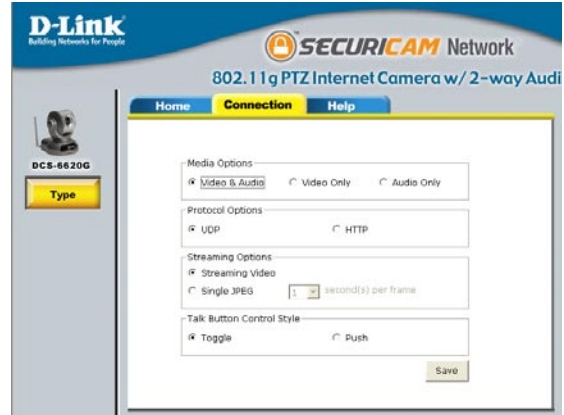 D-Link
Building Networks for People
SECURICAM Network
802.11g PTZ Internet Camera w/ 2-way Audi
Home Connection Help
DCS-6620G
Type
Media Options
Video & Audio Video Only Audio Only
Protocol Options
UDP HTTP
Streaming Options
Streaming Video
Single JPEG 1 second(s) per frame
Talk Button Control Style
Toggle Push
Save